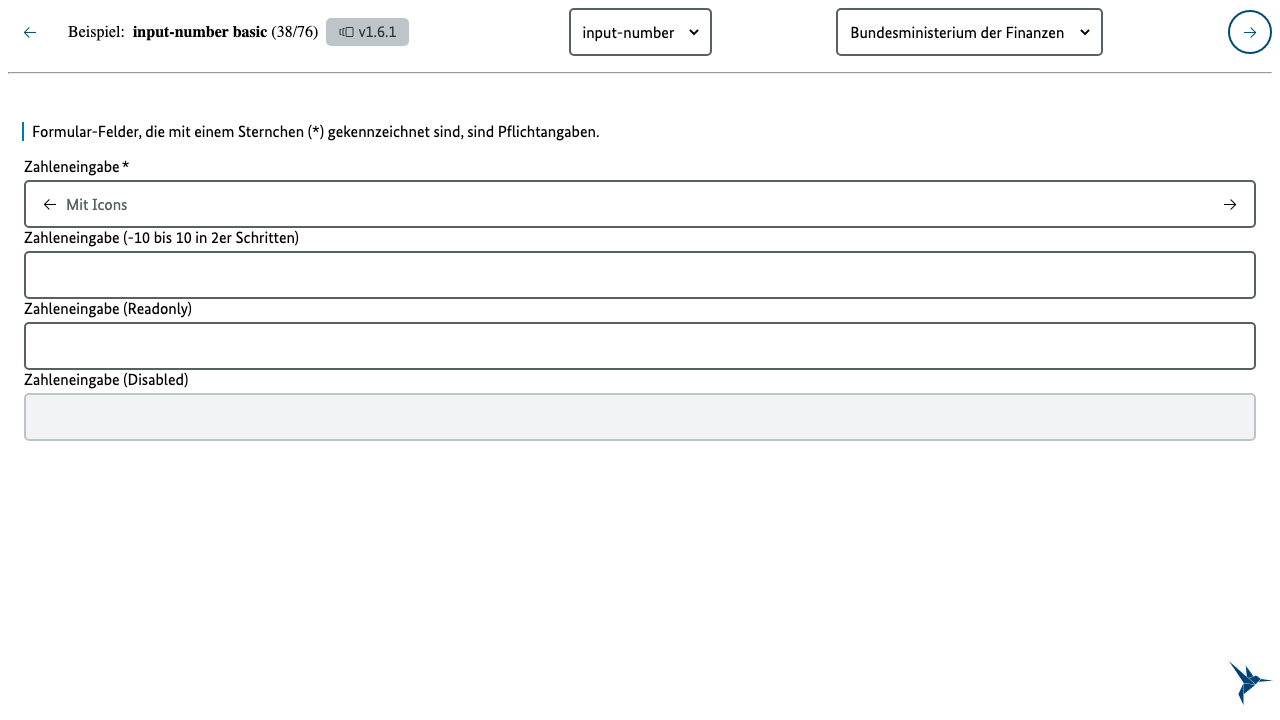 Beispiel: input-number basic (38/76) v1.6.1 input-number Bundesministerium der Finanzen
Formular-Felder, die mit einem Sternchen (*) gekennzeichnet sind, sind Pflichtangaben.
Zahleneingabe*
Mit Icons
Zahleneingabe (-10 bis 10 in 2er Schritten)
Zahleneingabe (Readonly)
Zahleneingabe (Disabled)